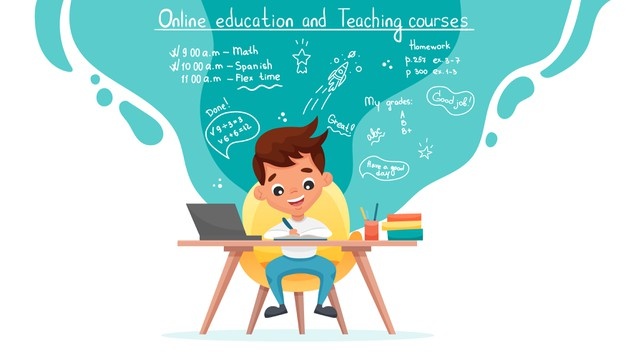 Online education and Teaching courses
√ 9 00 a.m – Math
√ 10 00 am – Spanish
11 00 a.m – Flex time
Homework
p. 257 ex 3-7
p 300 ex. 1-3
My grades:
A
B
B+
Good job!
Done!
√ 9÷3=3
√ 6+6=12
Great!
abc
Have a good
day!